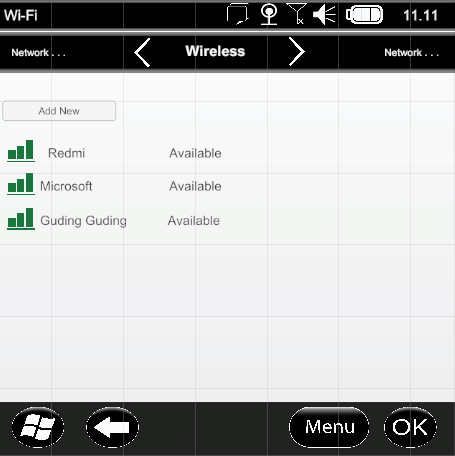 Wi-Fi 11.11
Network . . . Wireless Network . . .
Add New
Redmi Available
Microsoft Available
Guding Guding Available
Menu OK